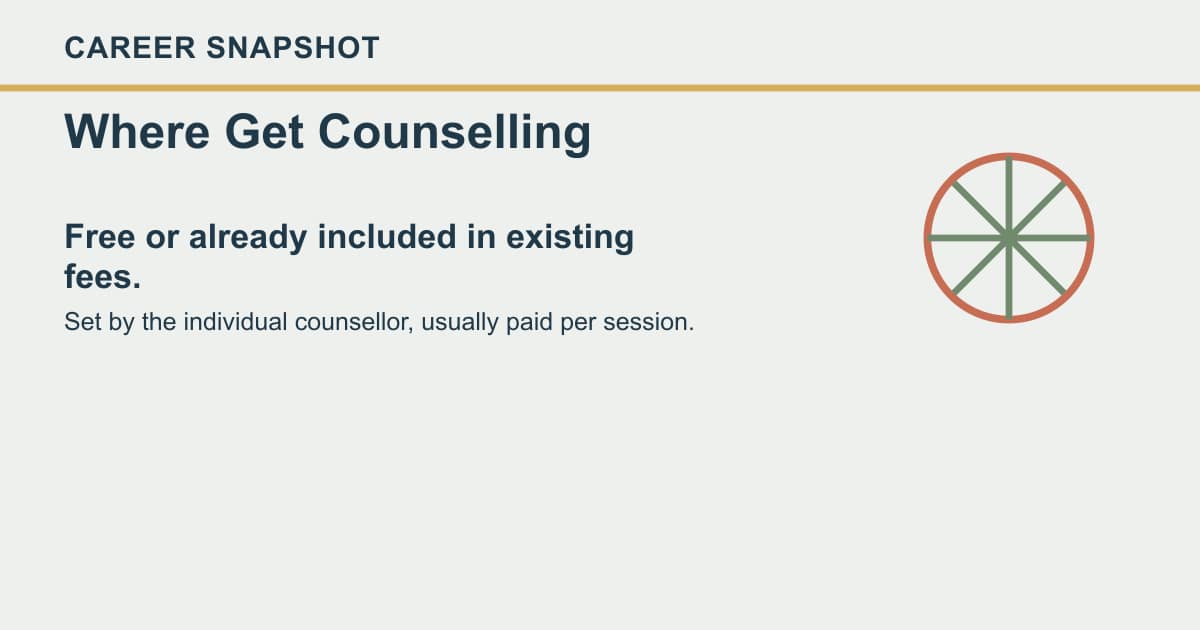 CAREER SNAPSHOT
Where Get Counselling
Free or already included in existing
fees.
Set by the individual counsellor, usually paid per session.